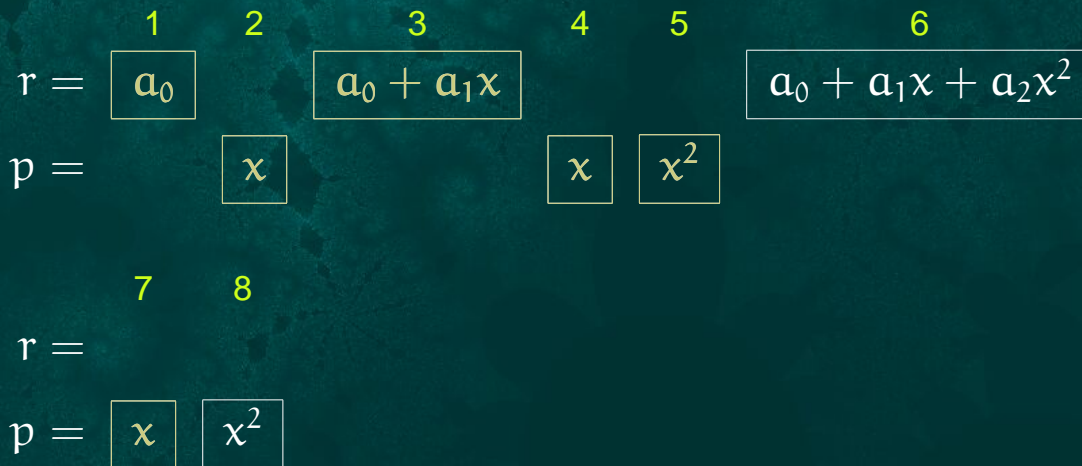 1 2 3 4 5 6
r = a₀ a₀ + a₁x a₀ + a₁x + a₂x²
p = x x x²
7 8
r =
p = x x²